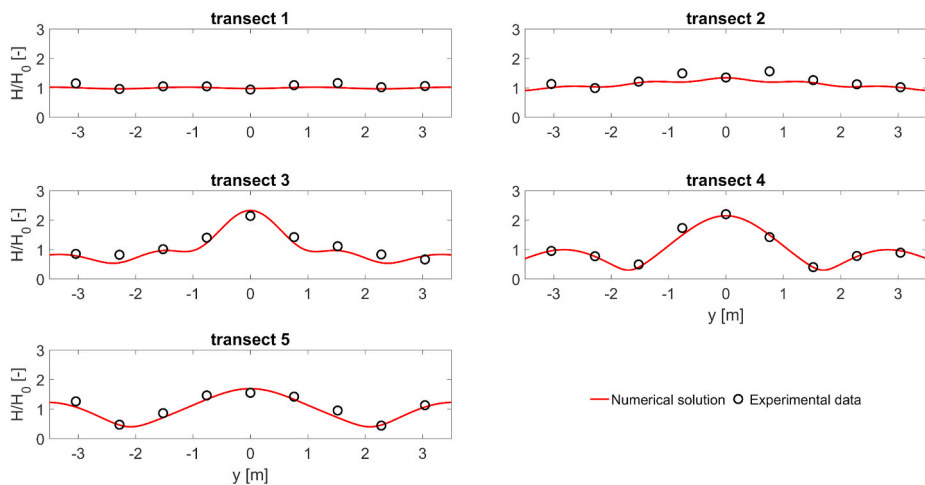 transect 1
3
2
1
0
H/H0 [-]
-3 -2 -1 0 1 2 3
transect 2
3
2
1
0
-3 -2 -1 0 1 2 3
transect 3
3
2
1
0
H/H0 [-]
-3 -2 -1 0 1 2 3
transect 4
3
2
1
0
-3 -2 -1 0 1 2 3
y [m]
transect 5
3
2
1
0
H/H0 [-]
-3 -2 -1 0 1 2 3
y [m]
Numerical solution Experimental data